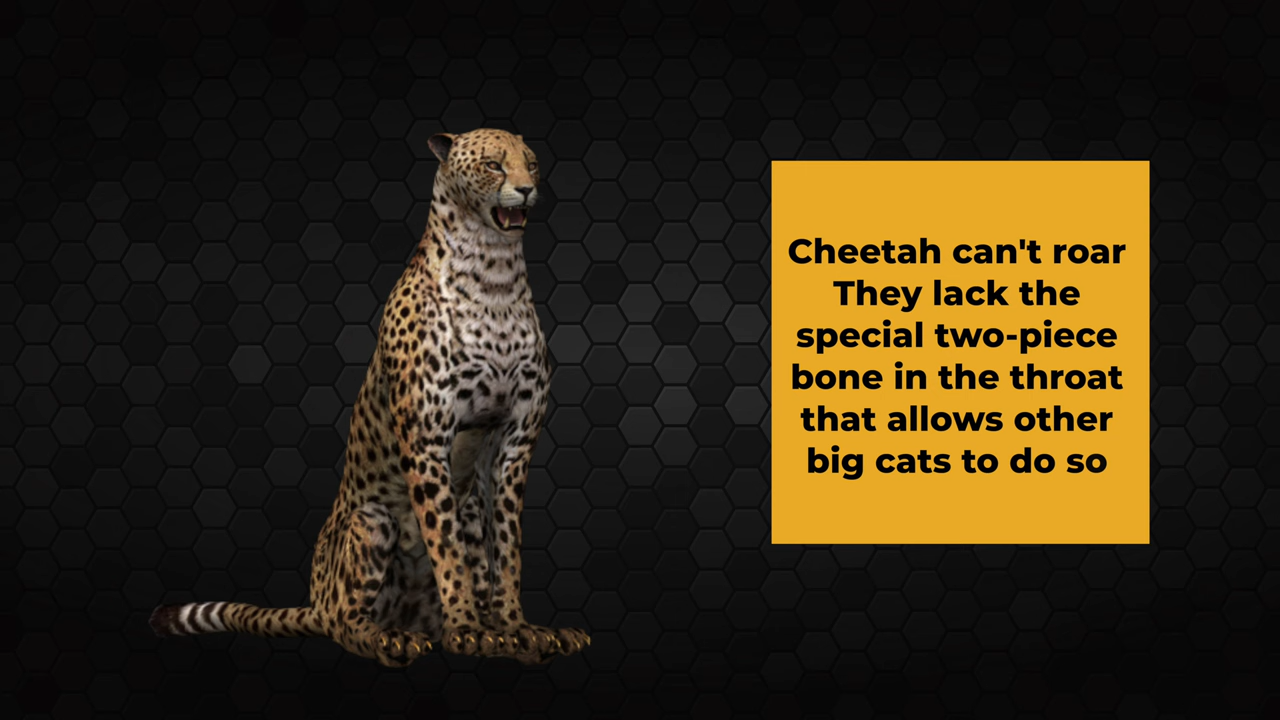 Cheetah can't roar
They lack the
special two-piece
bone in the throat
that allows other
big cats to do so